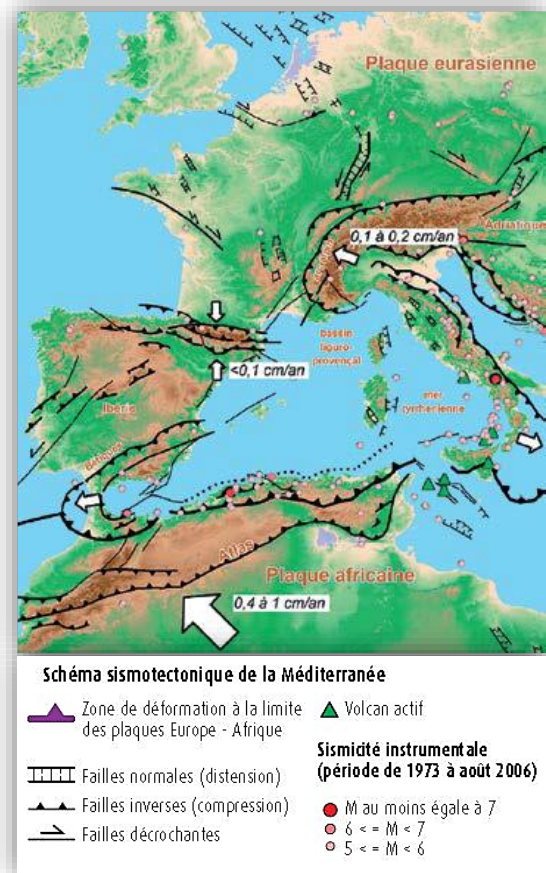 Plaque eurasienne
Adriatique
0,1 à 0,2 cm/an
bassin
liguro-
provençal
<0,1 cm/an
Iberia
mer
tyrrhenienne
Bétiques
Atlas
Plaque africaine
0,4 à 1 cm/an
Schéma sismotectonique de la Méditerranée
Zone de déformation à la limite
des plaques Europe - Afrique
Volcan actif
Failles normales (distension)
Failles inverses (compression)
Failles décrochantes
Sismicité instrumentale
(période de 1973 à août 2006)
M au moins égale à 7
6 < = M < 7
5 < = M < 6